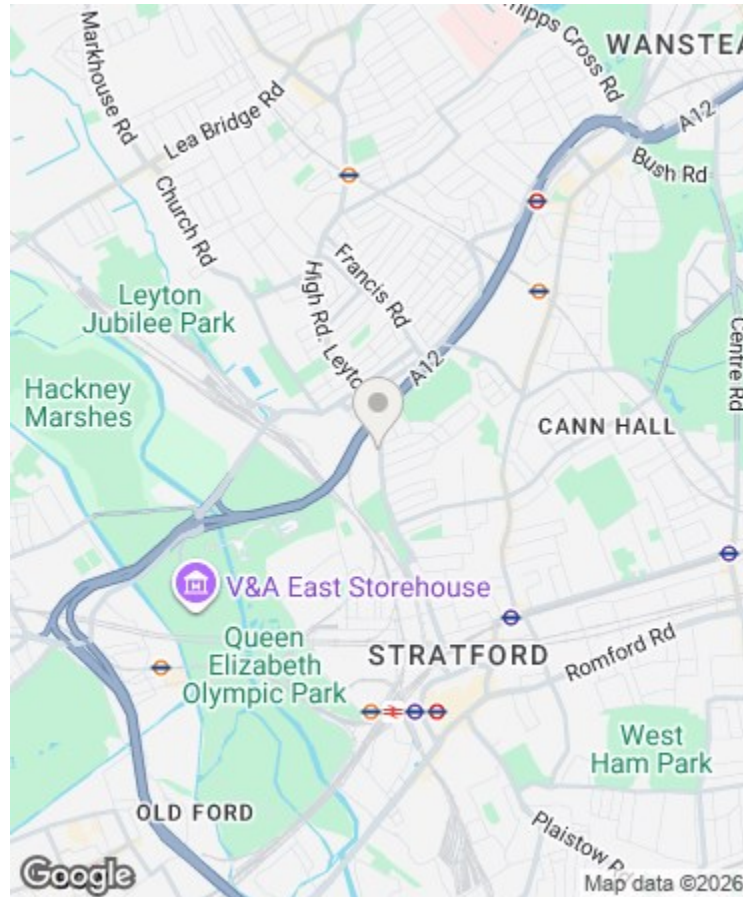 Markhouse Rd
hipps Cross Rd
WANSTEA
A12
Lea Bridge Rd
Bush Rd
Church Rd
Francis Rd
High Rd. Leyto
Leyton
Jubilee Park
A12
Centre Rd
Hackney
Marshes
CANN HALL
V&A East Storehouse
Queen
Elizabeth
Olympic Park
STRATFORD
Romford Rd
West
Ham Park
OLD FORD
Plaistow Rd
Google
Map data ©2026